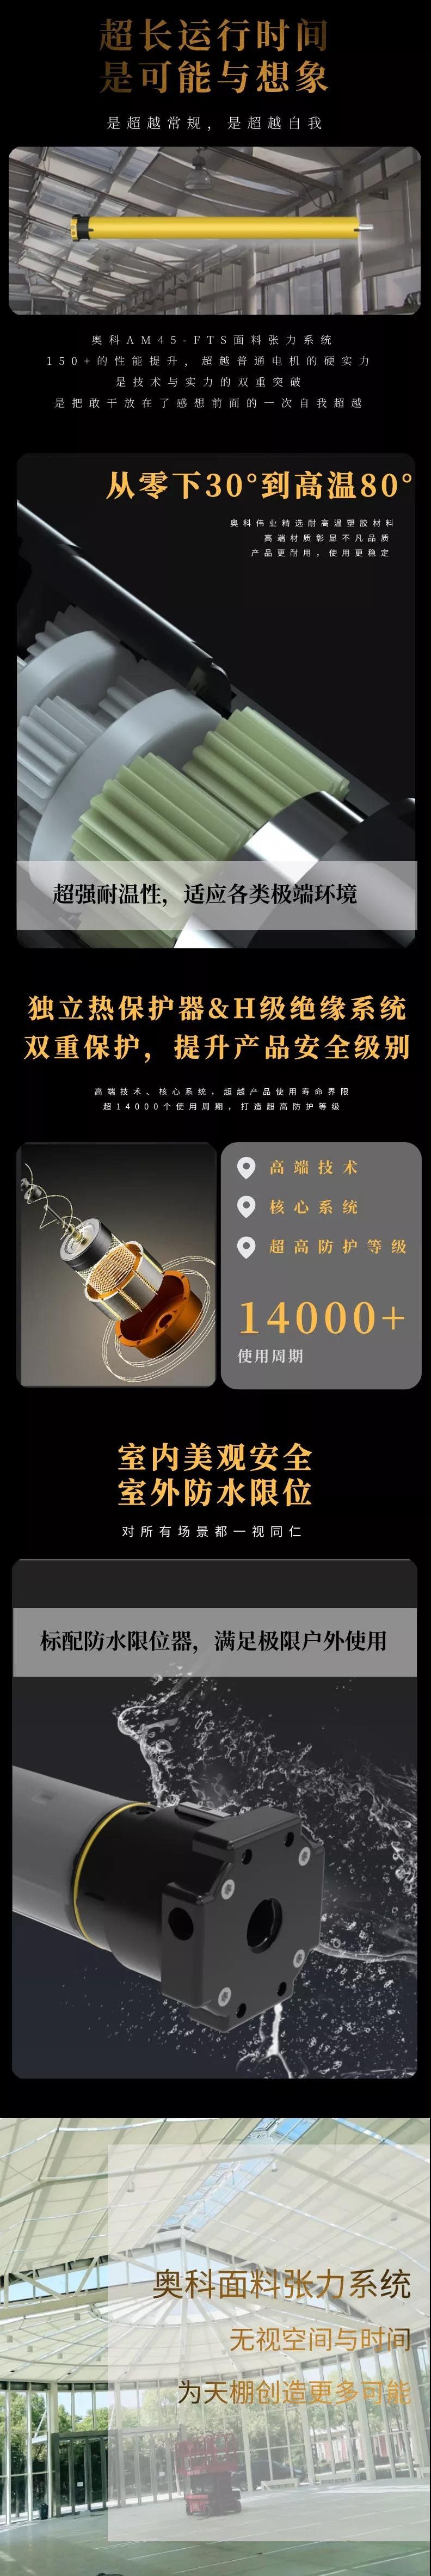 超长运行时间
是可能与想象
是超越常规，是超越自我
奥科AM45-FTS面料张力系统
150+的性能提升，超越普通电机的硬实力
是技术与实力的双重突破
是把敢干放在了感想前面的一次自我超越
从零下30°到高温80°
奥科伟业精选耐高温塑胶材料
高端材质彰显不凡品质
产品更耐用，使用更稳定
超强耐温性，适应各类极端环境
独立热保护器&H级绝缘系统
双重保护，提升产品安全级别
高端技术、核心系统，超越产品使用寿命界限
超14000个使用周期，打造超高防护等级
高端技术
核心系统
超高防护等级
14000+
使用周期
室内美观安全
室外防水限位
对所有场景都一视同仁
标配防水限位器，满足极限户外使用
奥科面料张力系统
无视空间与时间
为天棚创造更多可能